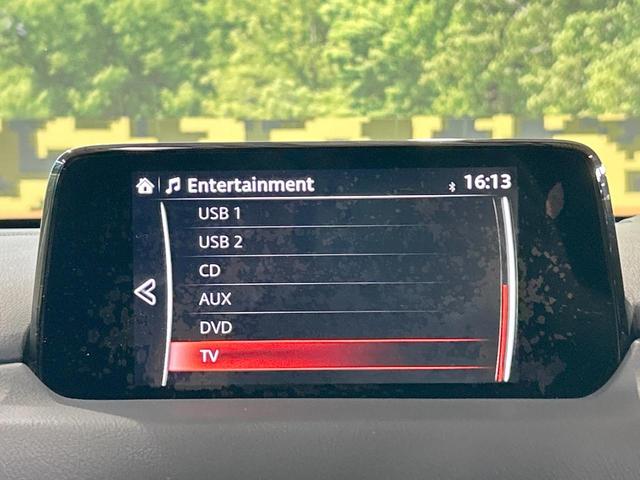 Entertainment 16:13
USB 1
USB 2
CD
AUX
DVD
TV